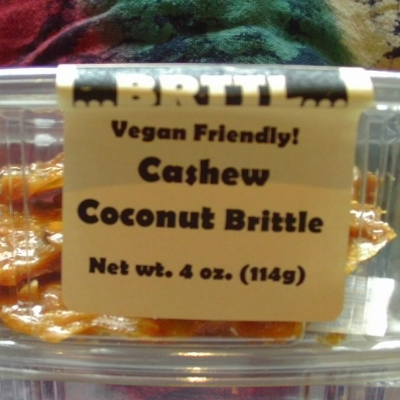 BRITTL
Vegan Friendly!
Cashew
Coconut Brittle
Net wt. 4 oz. (114g)